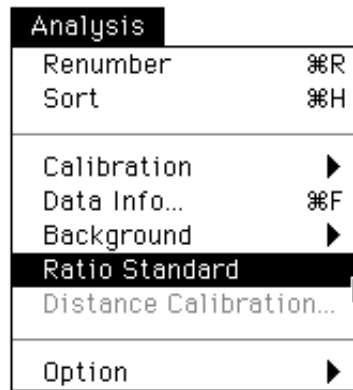 Analysis
Renumber ⌘R
Sort ⌘H
Calibration ▶
Data Info... ⌘F
Background ▶
Ratio Standard
Distance Calibration...
Option ▶